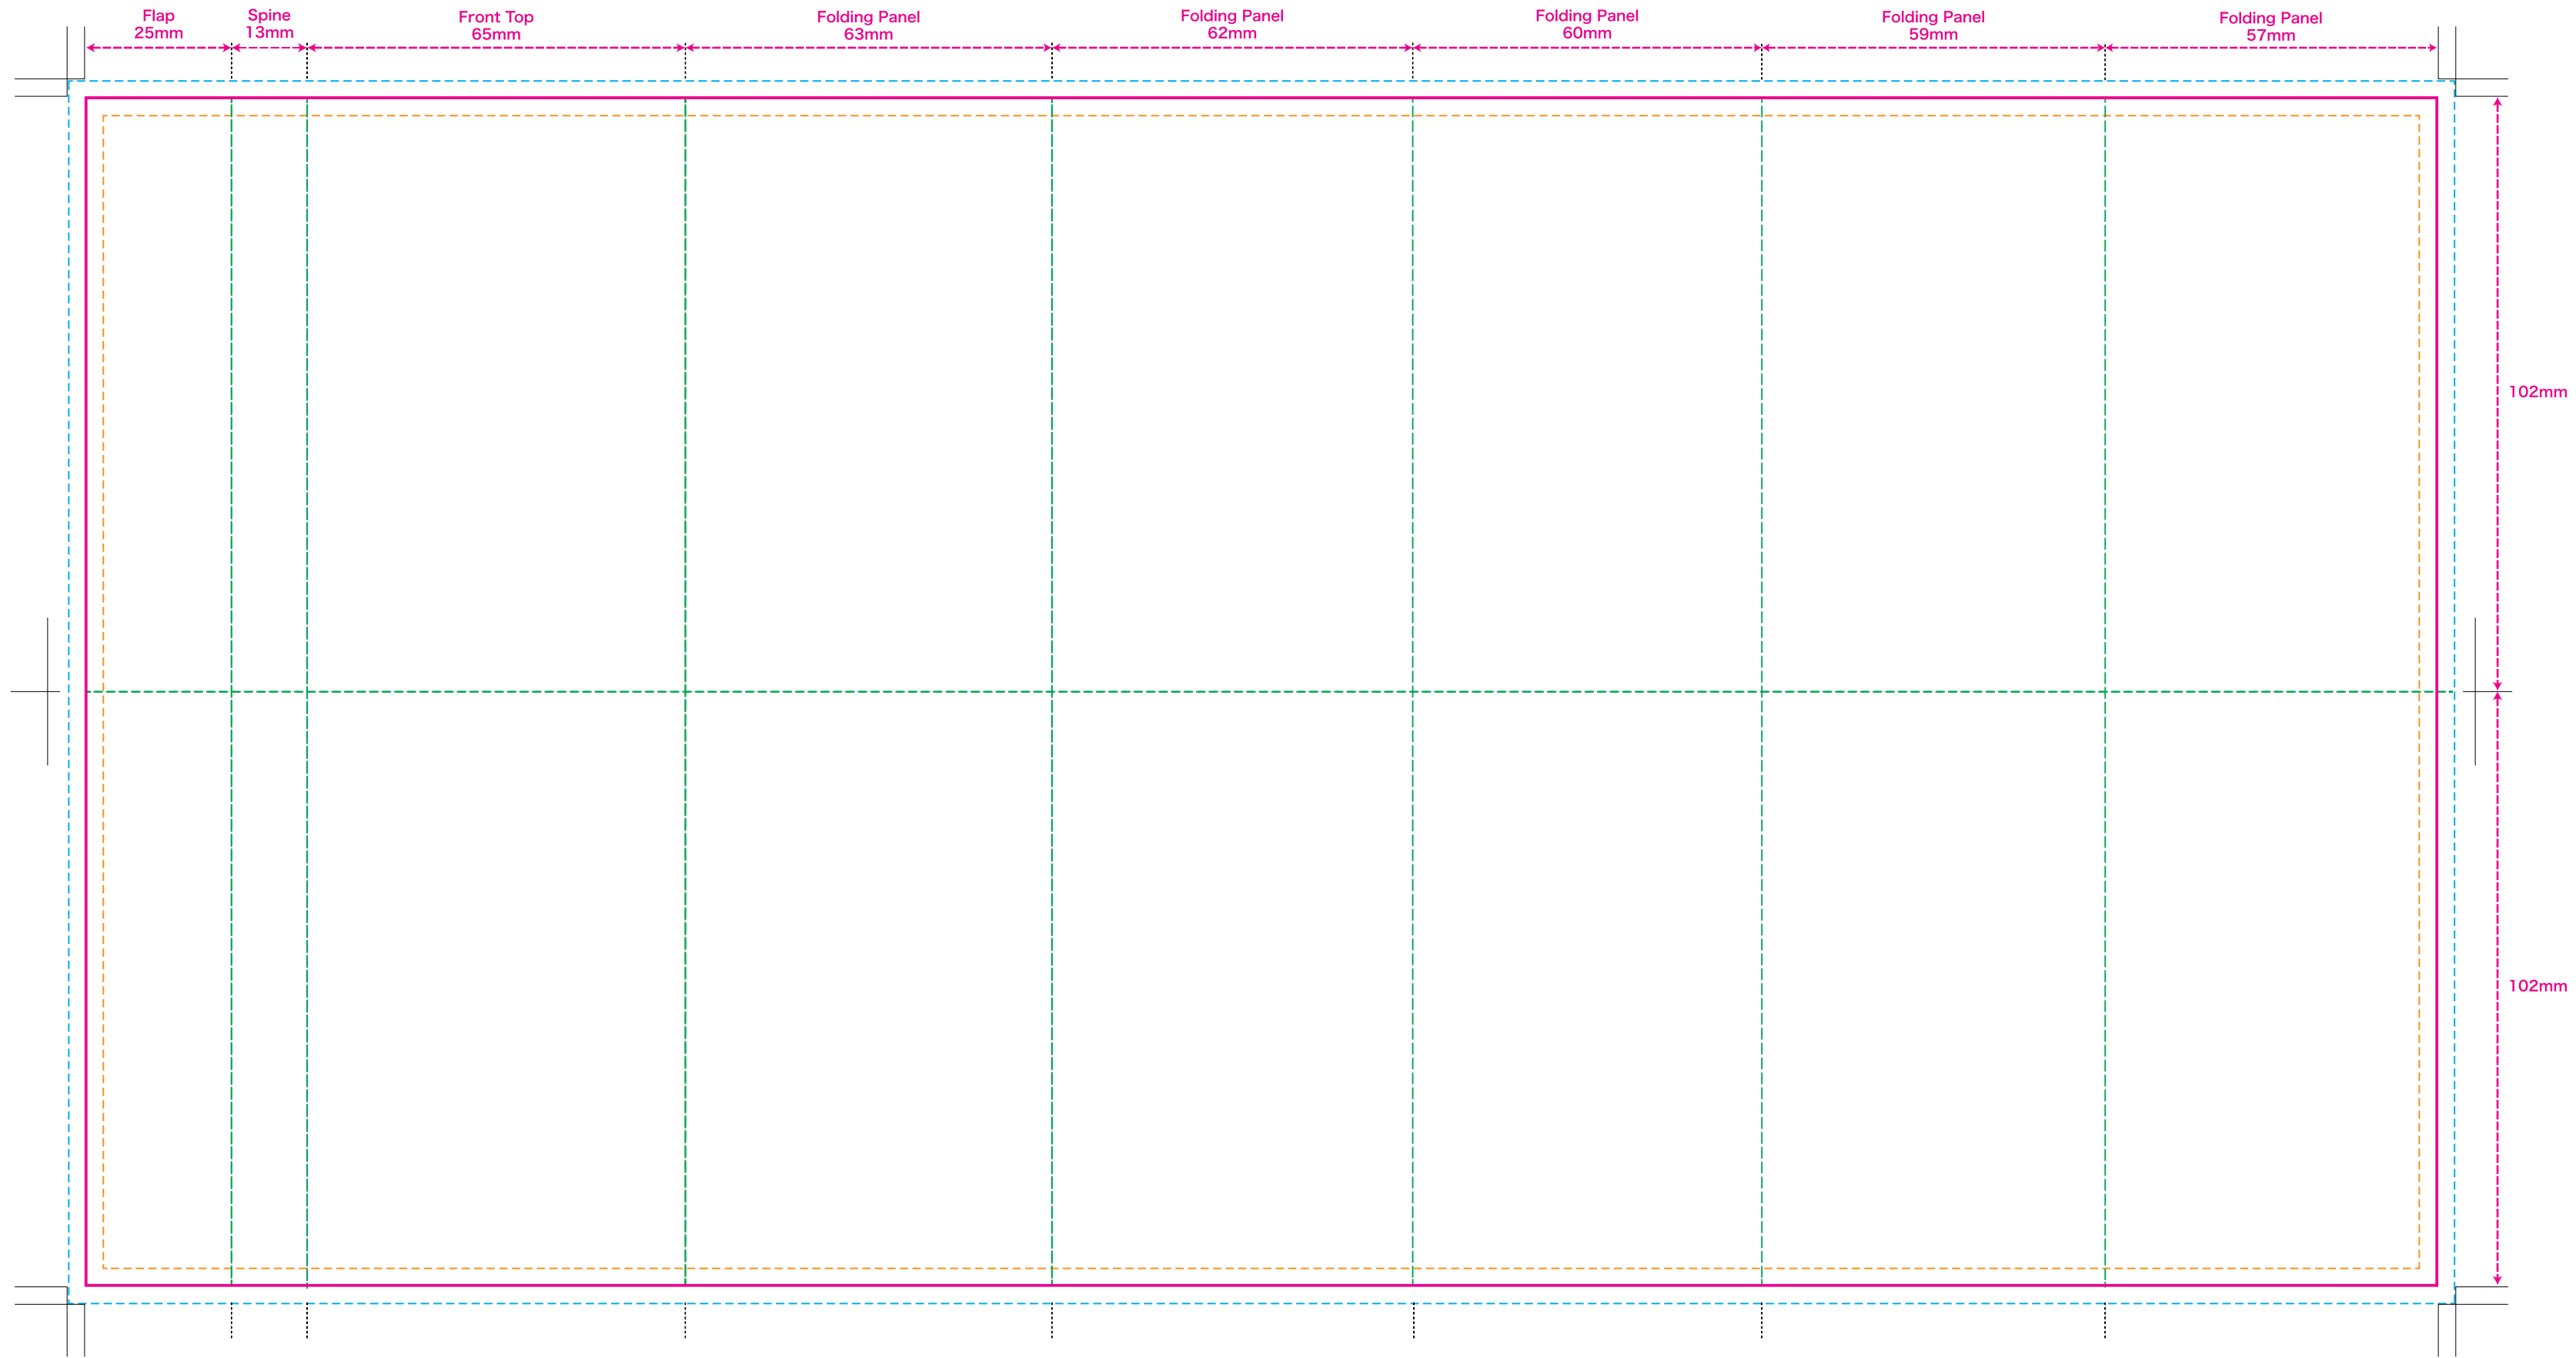 Flap
25mm
Spine
13mm
Front Top
65mm
Folding Panel
63mm
Folding Panel
62mm
Folding Panel
60mm
Folding Panel
59mm
Folding Panel
57mm
102mm
102mm